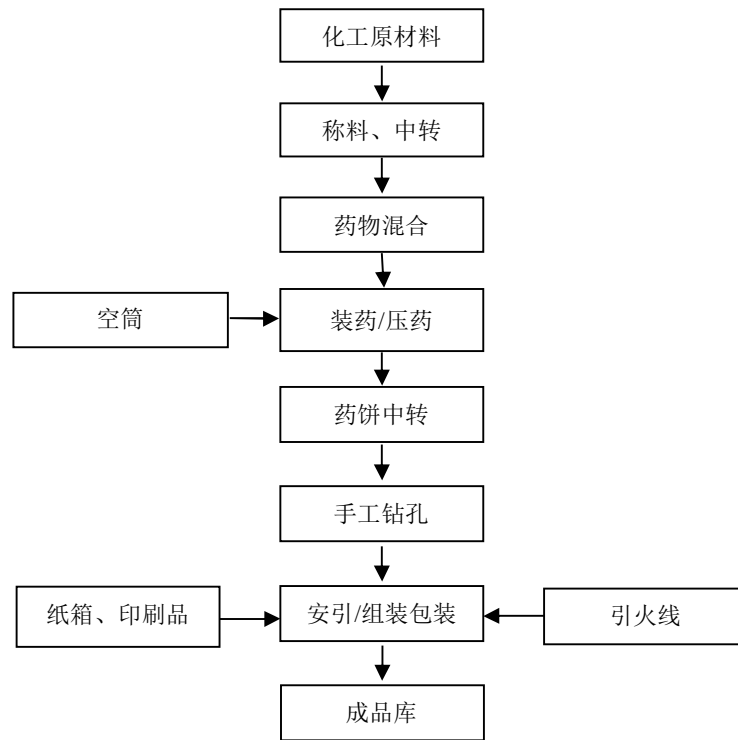 化工原材料
称料、中转
药物混合
空筒
装药/压药
药饼中转
手工钻孔
纸箱、印刷品
安引/组装包装
引火线
成品库